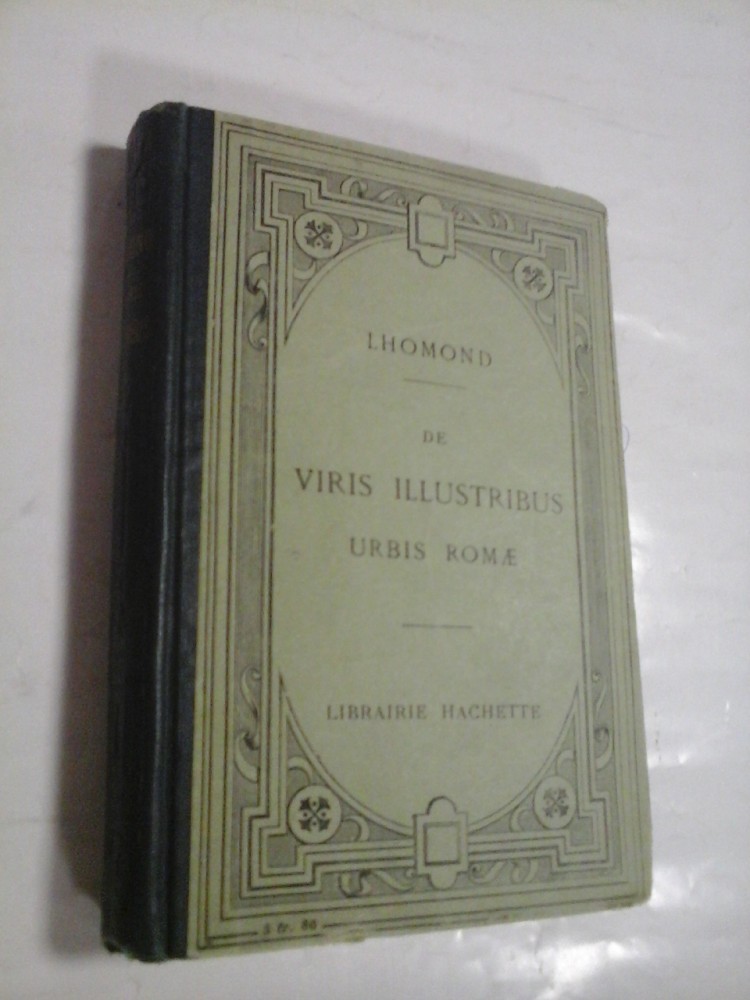 LHOMOND
DE
VIRIS ILLUSTRIBUS
URBIS ROMÆ
LIBRAIRIE HACHETTE